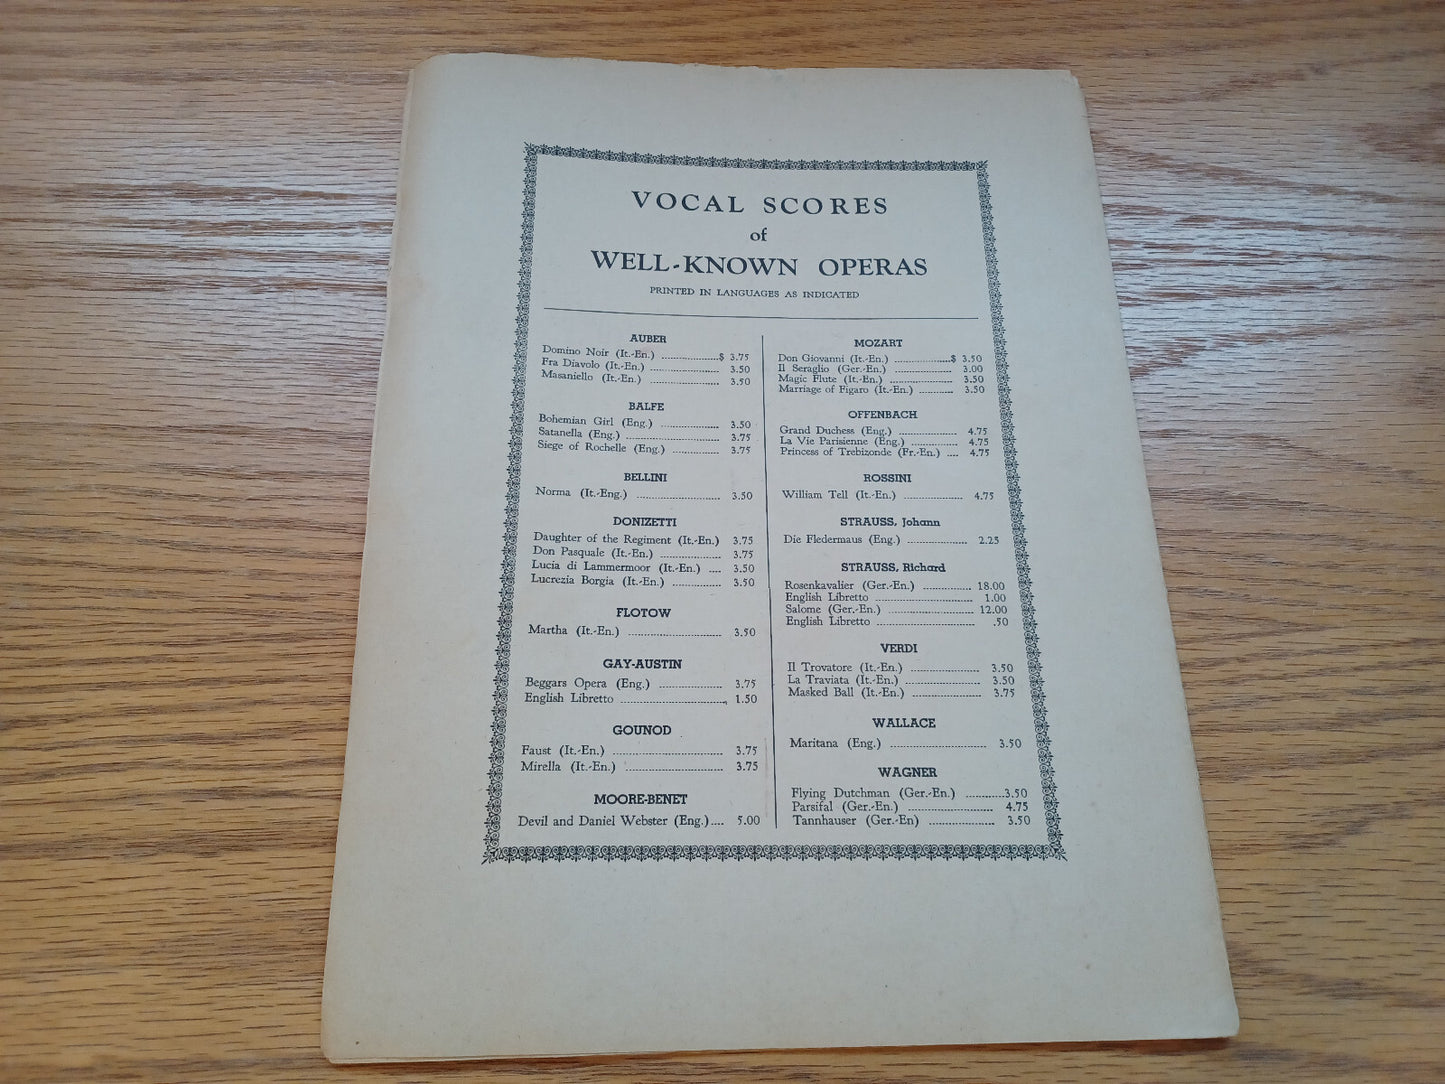 VOCAL SCORES
of
WELL-KNOWN OPERAS
PRINTED IN LANGUAGES AS INDICATED
AUBER
Domino Noir (It.-En.) ....................$ 3.75
Fra Diavolo (It.-En.) ........................ 3.50
Masaniello (It.-En.) ........................ 3.50
BALFE
Bohemian Girl (Eng.) .................... 3.50
Satanella (Eng.) ................................ 3.75
Siege of Rochelle (Eng.) ................ 3.75
BELLINI
Norma (It.-Eng.) ............................ 3.50
DONIZETTI
Daughter of the Regiment (It.-En.) 3.75
Don Pasquale (It.-En.) .................... 3.75
Lucia di Lammermoor (It.-En.) .... 3.50
Lucrezia Borgia (It.-En.) ................ 3.50
FLOTOW
Martha (It.-En.) ................................ 3.50
GAY-AUSTIN
Beggars Opera (Eng.) .................... 3.75
English Libretto ................................ 1.50
GOUNOD
Faust (It.-En.) .................................... 3.75
Mirella (It.-En.) ................................ 3.75
MOORE-BENET
Devil and Daniel Webster (Eng.).... 5.00
MOZART
Don Giovanni (It.-En.) ....................$ 3.50
Il Seraglio (Ger.-En.) .................... 3.00
Magic Flute (It.-En.) .................... 3.50
Marriage of Figaro (It.-En.) ............ 3.50
OFFENBACH
Grand Duchess (Eng.) .................... 4.75
La Vie Parisienne (Eng.) ................ 4.75
Princess of Trebizonde (Fr.-En.) .... 4.75
ROSSINI
William Tell (It.-En.) .................... 4.75
STRAUSS, Johann
Die Fledermaus (Eng.) .................... 2.25
STRAUSS, Richard
Rosenkavalier (Ger.-En.) ................ 18.00
English Libretto ................................ 1.00
Salome (Ger.-En.) ............................ 12.00
English Libretto ................................ .50
VERDI
Il Trovatore (It.-En.) ........................ 3.50
La Traviata (It.-En.) ........................ 3.50
Masked Ball (It.-En.) ........................ 3.75
WALLACE
Maritana (Eng.) ................................ 3.50
WAGNER
Flying Dutchman (Ger.-En.) ............3.50
Parsifal (Ger.-En.) ............................ 4.75
Tannhauser (Ger.-En) .................... 3.50